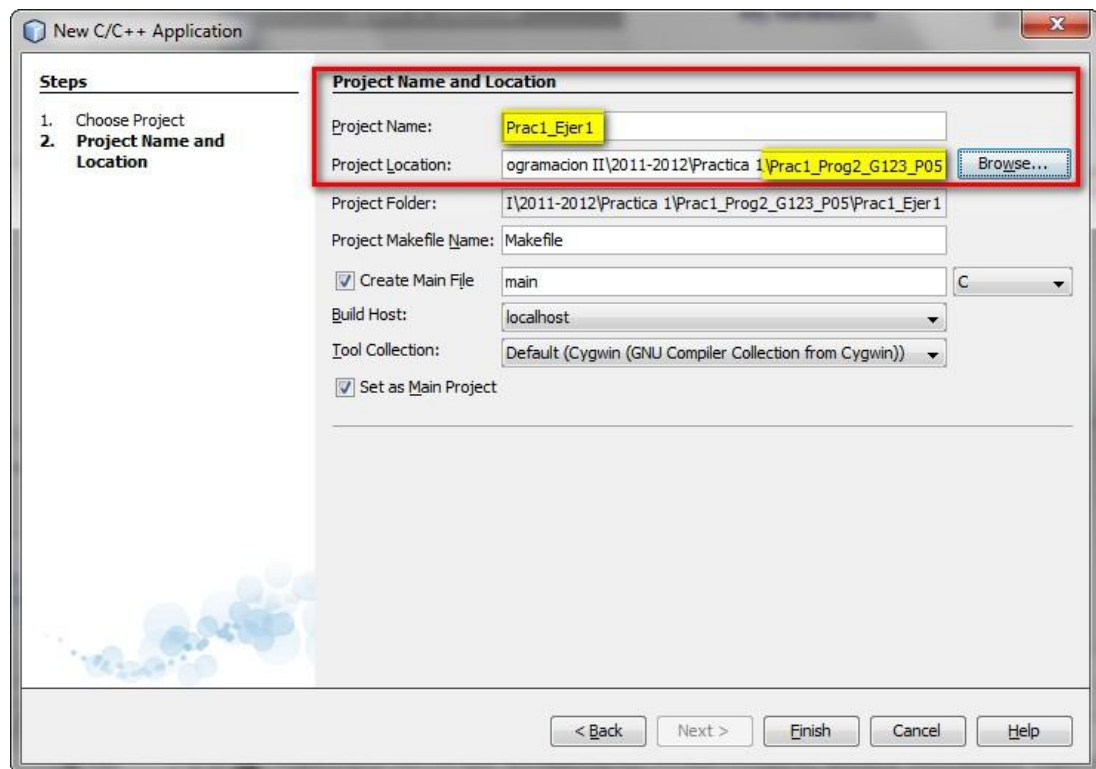 New C/C++ Application
Steps
1. Choose Project
2. Project Name and
Location
Project Name and Location
Project Name: Prac1_Ejer1
Project Location: ogramacion II\2011-2012\Practica 1\Prac1_Prog2_G123_P05 Browse...
Project Folder: I\2011-2012\Practica 1\Prac1_Prog2_G123_P05\Prac1_Ejer1
Project Makefile Name: Makefile
Create Main File main C
Build Host: localhost
Tool Collection: Default (Cygwin (GNU Compiler Collection from Cygwin))
Set as Main Project
< Back Next > Finish Cancel Help